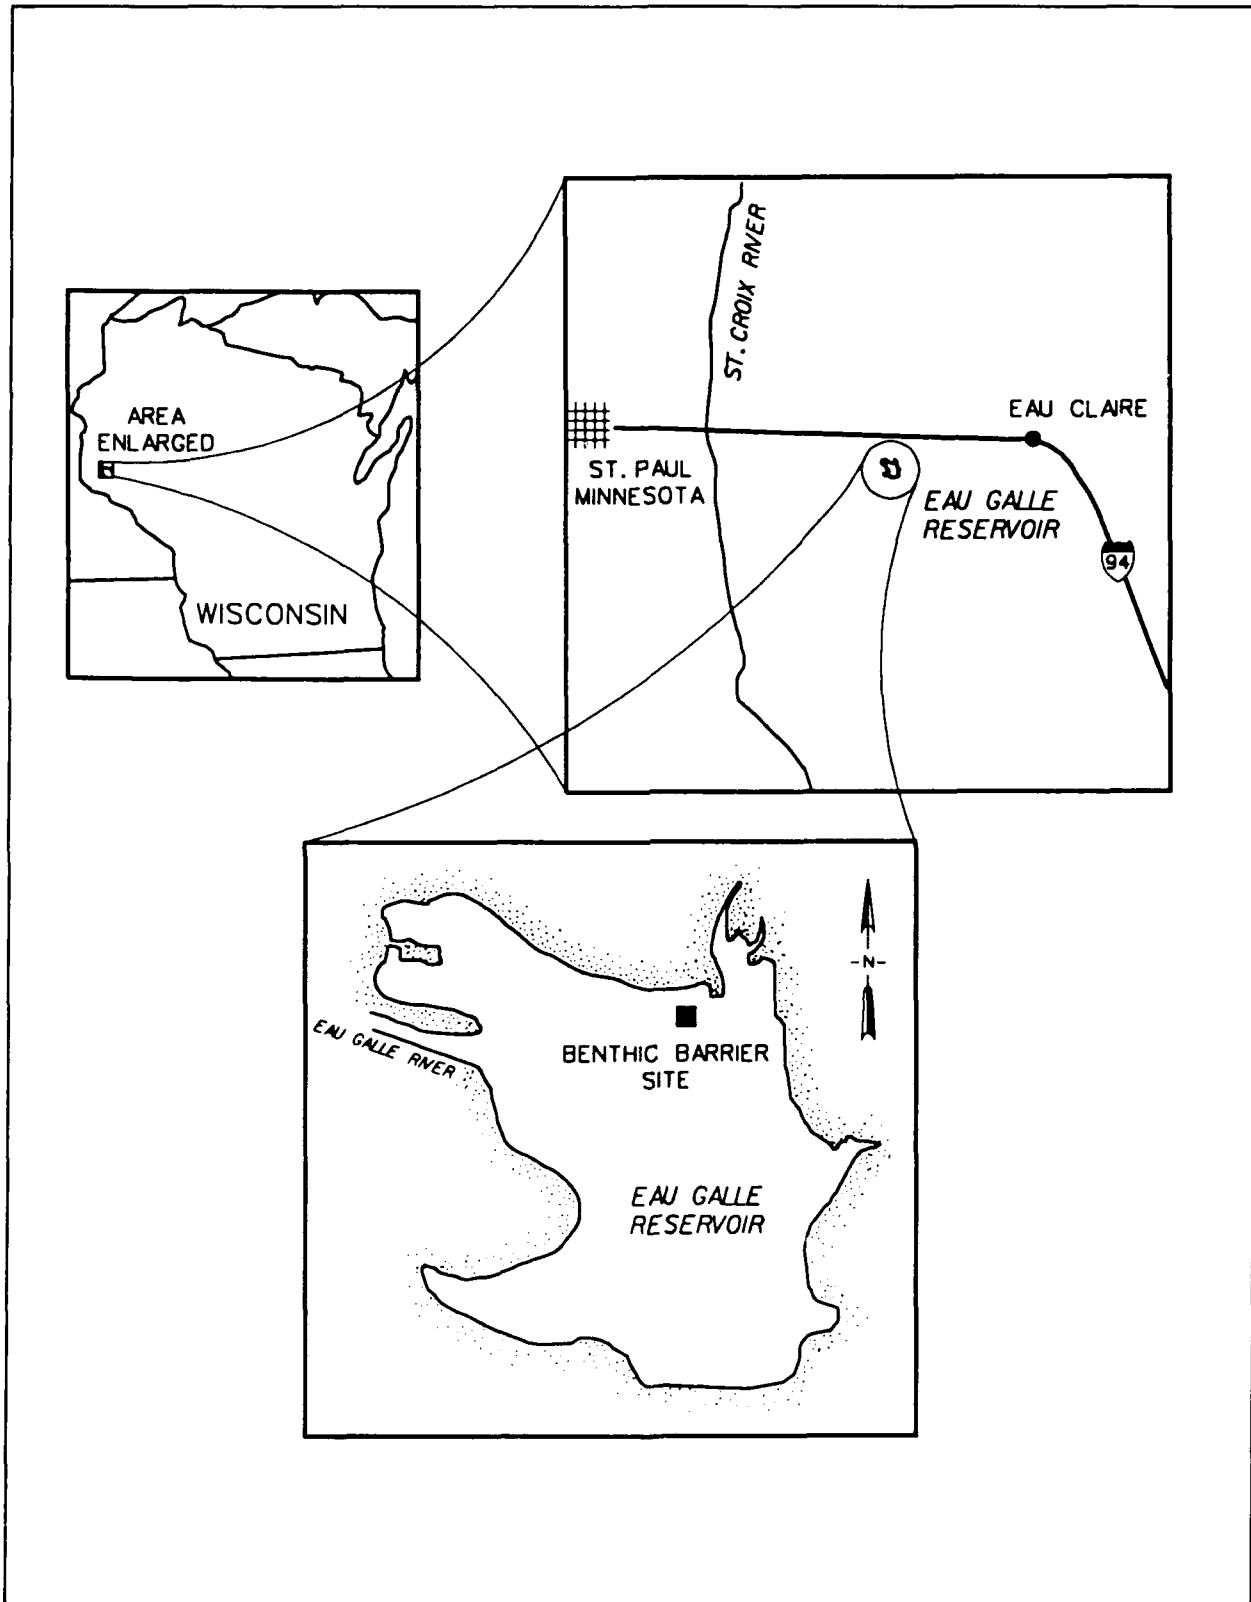 AREA
ENLARGED
WISCONSIN
ST. CROIX RIVER
EAU CLAIRE
ST. PAUL
MINNESOTA
EAU GALLE
RESERVOIR
94
-N-
EAU GALLE RIVER
BENTHIC BARRIER
SITE
EAU GALLE
RESERVOIR